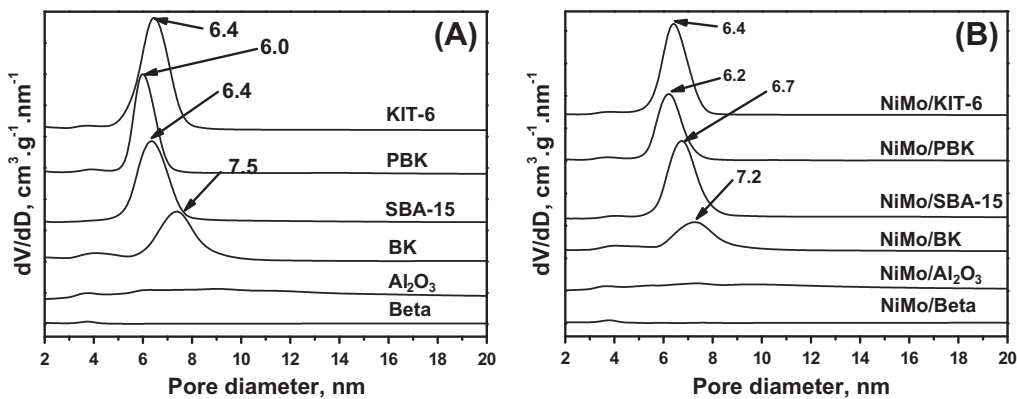 (A)
6.4
6.0
6.4
7.5
KIT-6
PBK
SBA-15
BK
Al₂O₃
Beta
dV/dD, cm³.g⁻¹.nm⁻¹
2 4 6 8 10 12 14 16 18 20
Pore diameter, nm
(B)
6.4
6.2
6.7
7.2
NiMo/KIT-6
NiMo/PBK
NiMo/SBA-15
NiMo/BK
NiMo/Al₂O₃
NiMo/Beta
dV/dD, cm³.g⁻¹.nm⁻¹
2 4 6 8 10 12 14 16 18 20
Pore diameter, nm